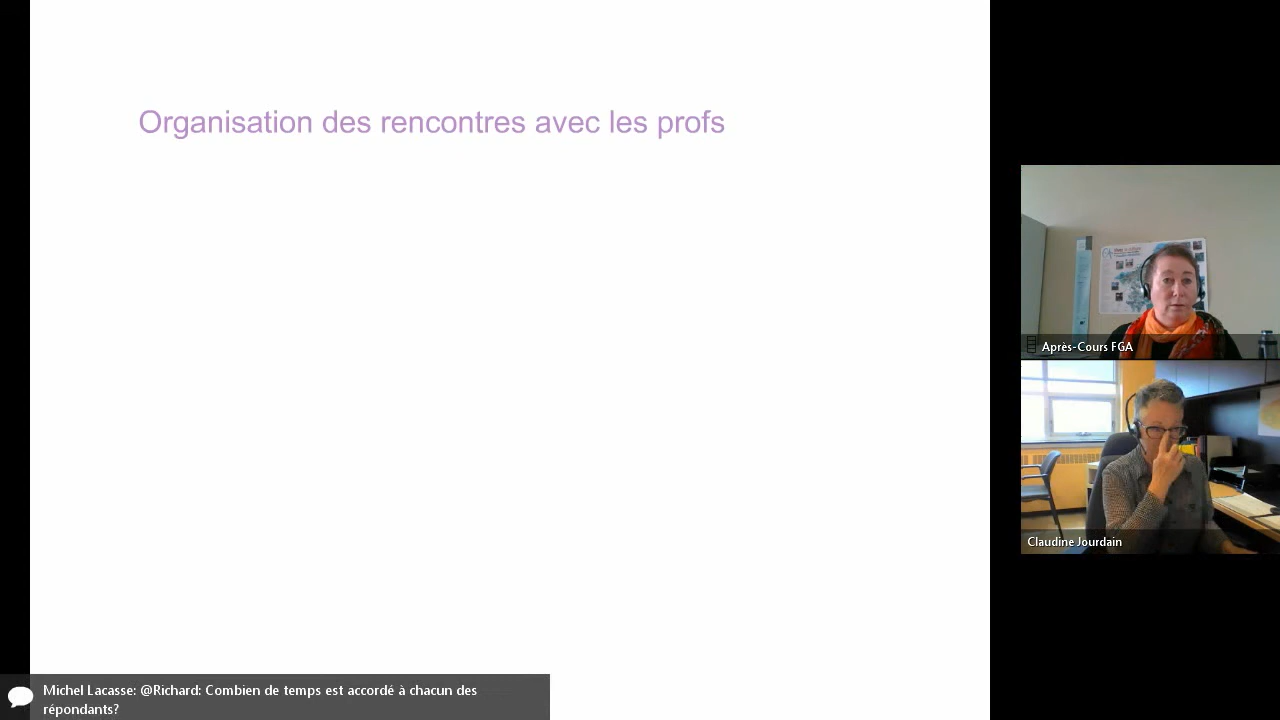 Organisation des rencontres avec les profs
Après-Cours FGA
Claudine Jourdain
Michel Lacasse: @Richard: Combien de temps est accordé à chacun des
répondants?